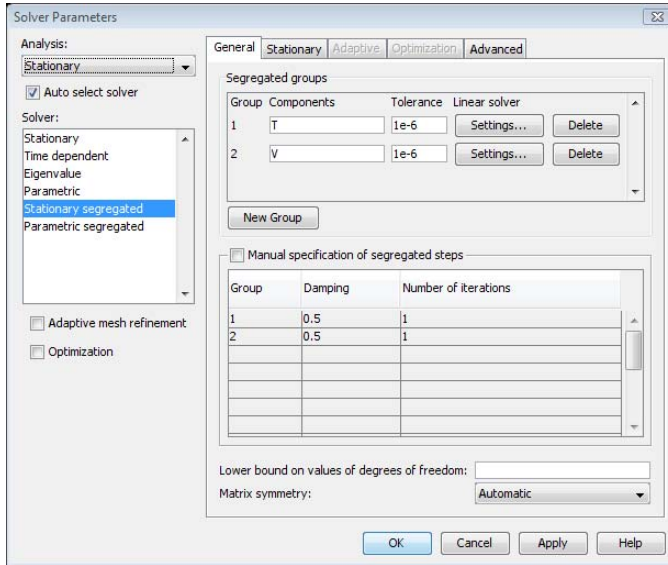 Solver Parameters
Analysis:
Stationary
Auto select solver
Solver:
Stationary
Time dependent
Eigenvalue
Parametric
Stationary segregated
Parametric segregated
Adaptive mesh refinement
Optimization
General Stationary Adaptive Optimization Advanced
Segregated groups
Group Components Tolerance Linear solver
1 T 1e-6 Settings... Delete
2 V 1e-6 Settings... Delete
New Group
Manual specification of segregated steps
Group Damping Number of iterations
1 0.5 1
2 0.5 1
Lower bound on values of degrees of freedom:
Matrix symmetry: Automatic
OK Cancel Apply Help